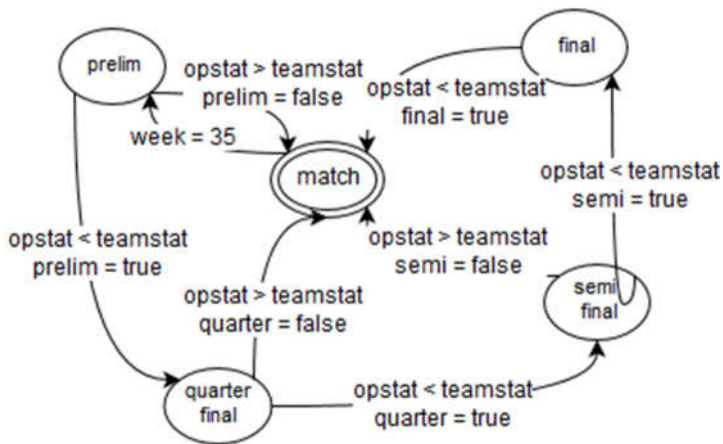 prelim
final
opstat > teamstat
prelim = false
opstat < teamstat
final = true
week = 35
match
opstat < teamstat
semi = true
opstat < teamstat
prelim = true
opstat > teamstat
semi = false
opstat > teamstat
quarter = false
semi
final
quarter
final
opstat < teamstat
quarter = true